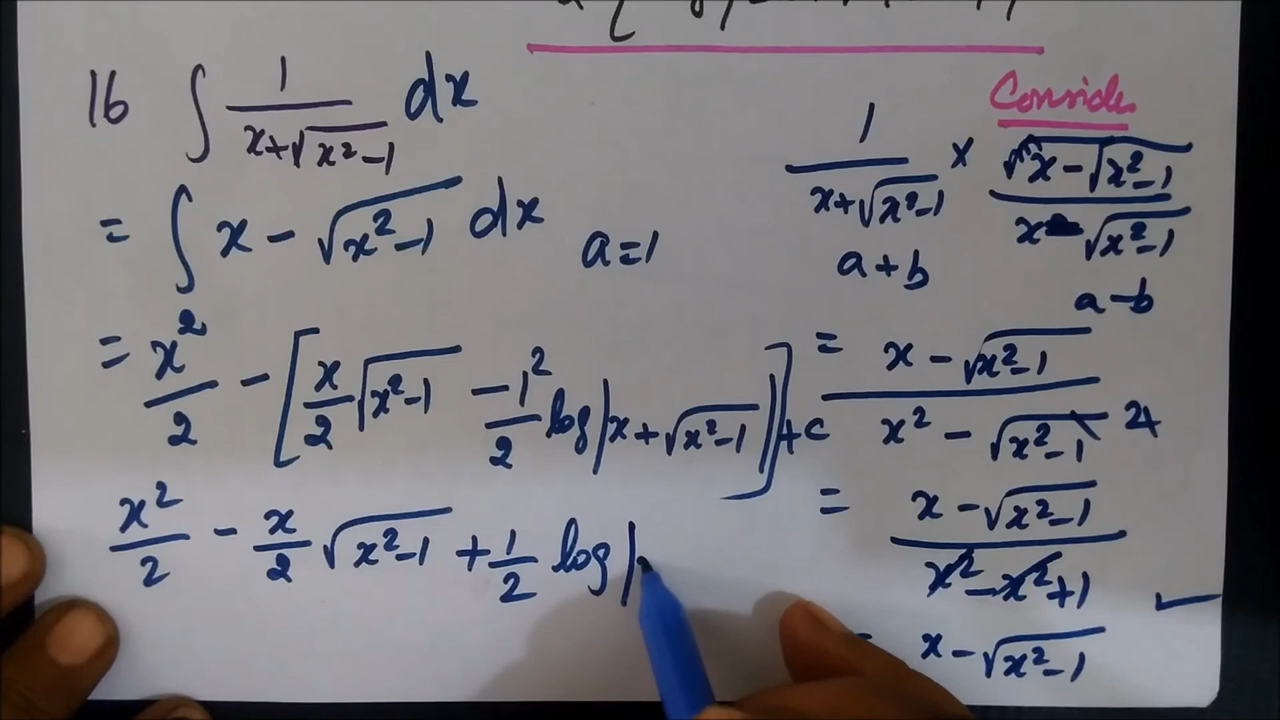 16 ∫ 1/(x+√(x²-1)) dx
= ∫ x - √(x²-1) dx a=1
= x²/2 - [x/2 √(x²-1) -1²/2 log|x+√(x²-1)|]+c
x²/2 - x/2 √(x²-1) + 1/2 log|
1/(x+√(x²-1)) × (x-√(x²-1))/(x-√(x²-1))
a+b a-b
= (x-√(x²-1))/(x² - √(x²-1)²)
= (x-√(x²-1))/(x²-x²+1)
= x-√(x²-1)